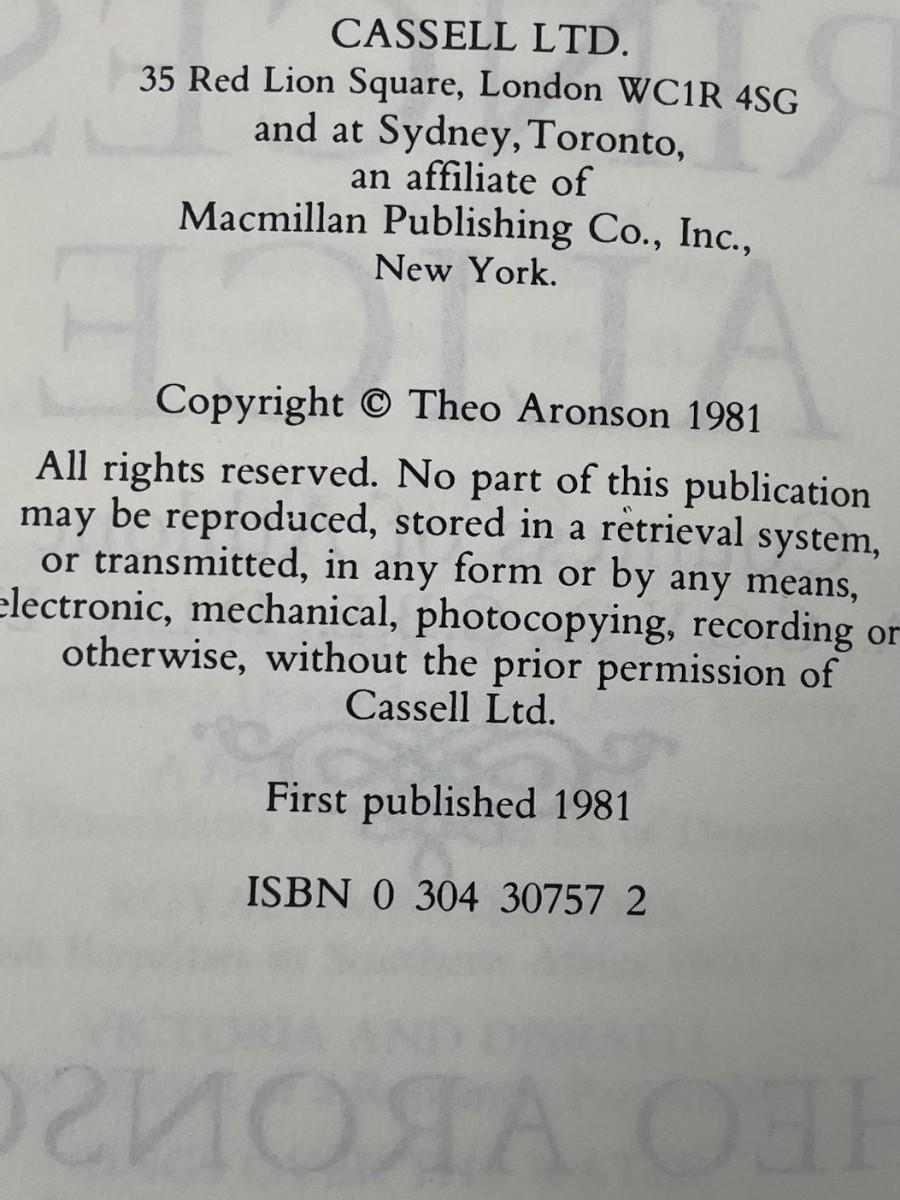 CASSELL LTD.
35 Red Lion Square, London WC1R 4SG
and at Sydney, Toronto,
an affiliate of
Macmillan Publishing Co., Inc.,
New York.
Copyright © Theo Aronson 1981
All rights reserved. No part of this publication
may be reproduced, stored in a retrieval system,
or transmitted, in any form or by any means,
electronic, mechanical, photocopying, recording or
otherwise, without the prior permission of
Cassell Ltd.
First published 1981
ISBN 0 304 30757 2